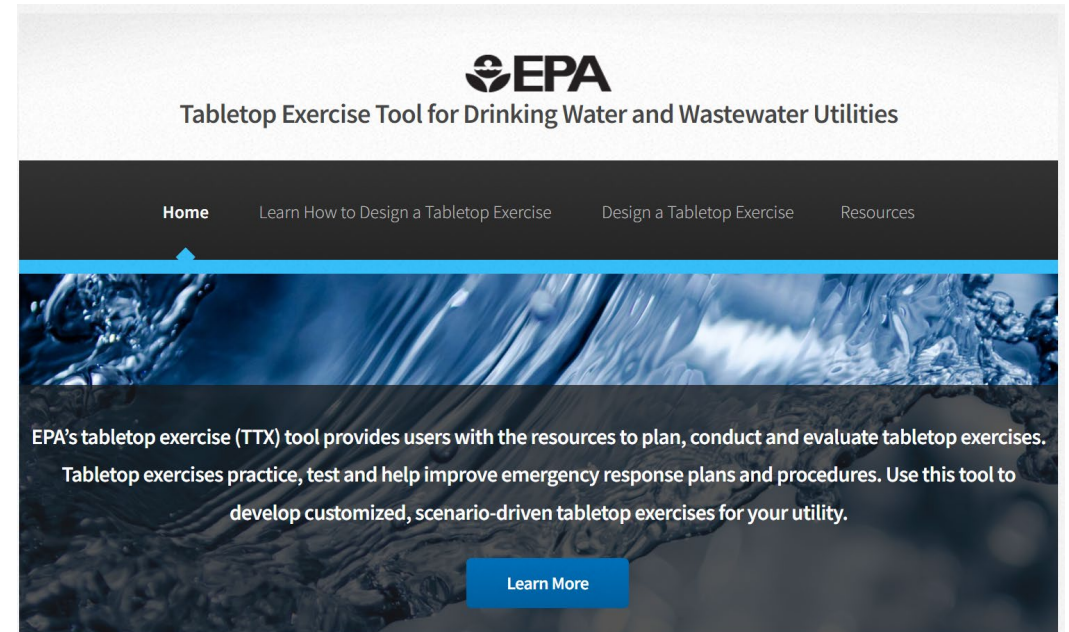 EPA
Tabletop Exercise Tool for Drinking Water and Wastewater Utilities
Home Learn How to Design a Tabletop Exercise Design a Tabletop Exercise Resources
EPA’s tabletop exercise (TTX) tool provides users with the resources to plan, conduct and evaluate tabletop exercises.
Tabletop exercises practice, test and help improve emergency response plans and procedures. Use this tool to
develop customized, scenario-driven tabletop exercises for your utility.
Learn More